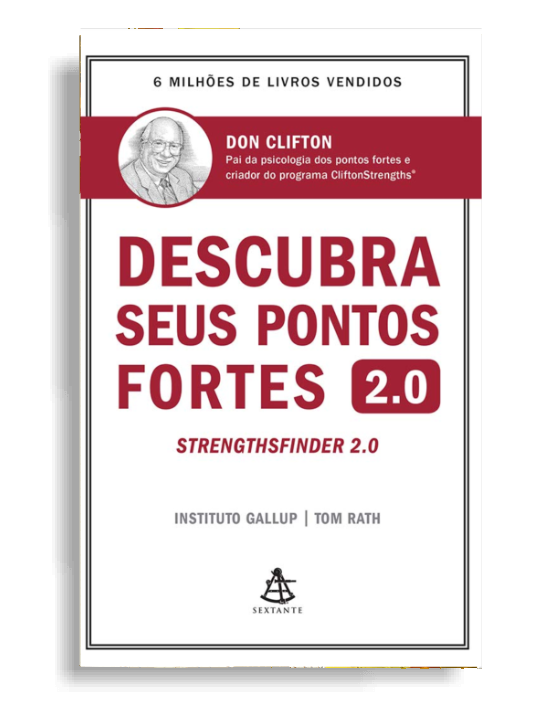 6 MILHÕES DE LIVROS VENDIDOS
DON CLIFTON
Pai da psicologia dos pontos fortes e
criador do programa CliftonStrengths®
DESCUBRA
SEUS PONTOS
FORTES 2.0
STRENGTHSFINDER 2.0
INSTITUTO GALLUP | TOM RATH
SEXTANTE